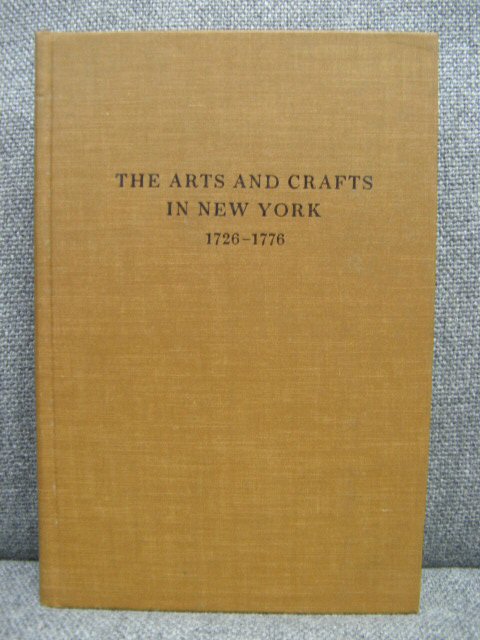 THE ARTS AND CRAFTS
IN NEW YORK
1726–1776